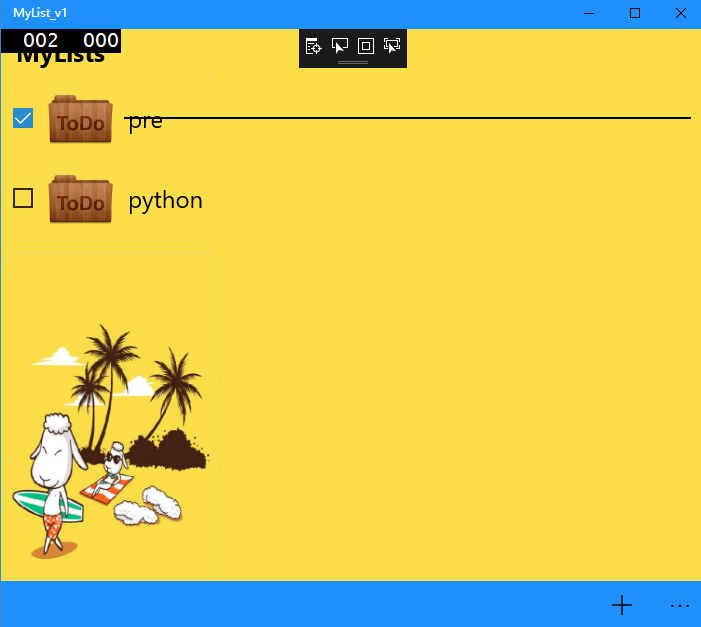 MyList_v1
002 000
MyLists
ToDo pre
ToDo python